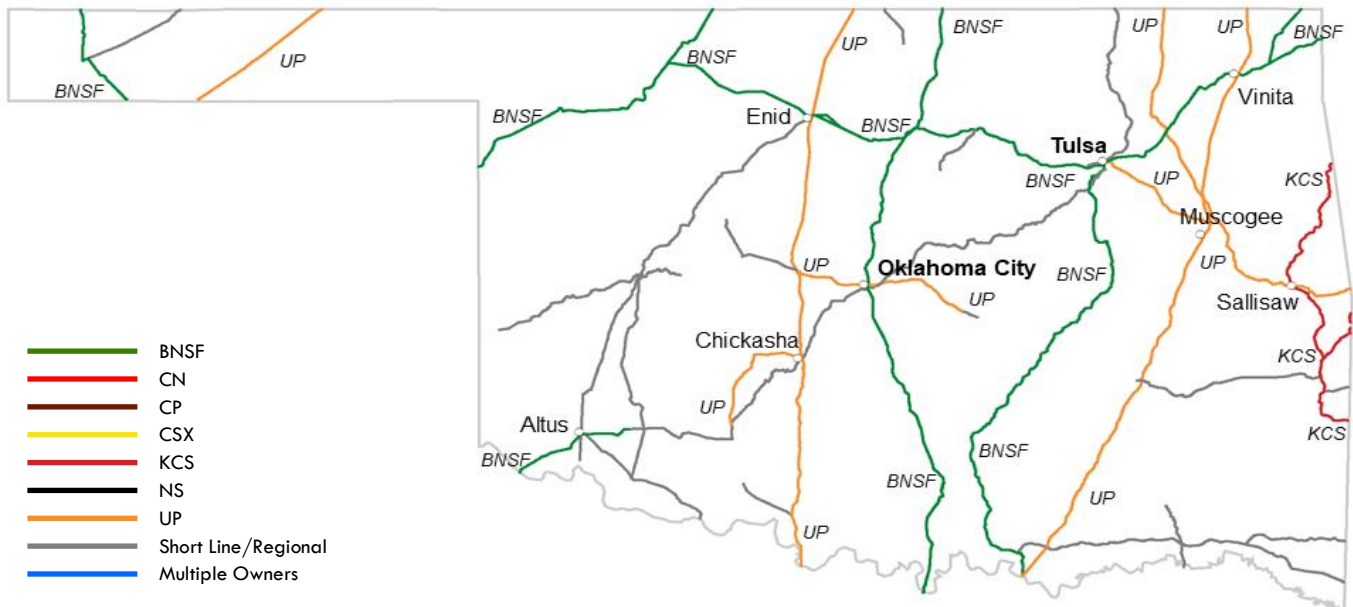 UP
BNSF
UP
UP
BNSF
UP
BNSF
BNSF
BNSF
Vinita
BNSF
Enid
BNSF
Tulsa
BNSF
UP
KCS
Muscogee
UP
Oklahoma City
UP
BNSF
UP
Sallisaw
Chickasha
KCS
UP
Altus
KCS
BNSF
BNSF
BNSF
UP
UP
BNSF
CN
CP
CSX
KCS
NS
UP
Short Line/Regional
Multiple Owners